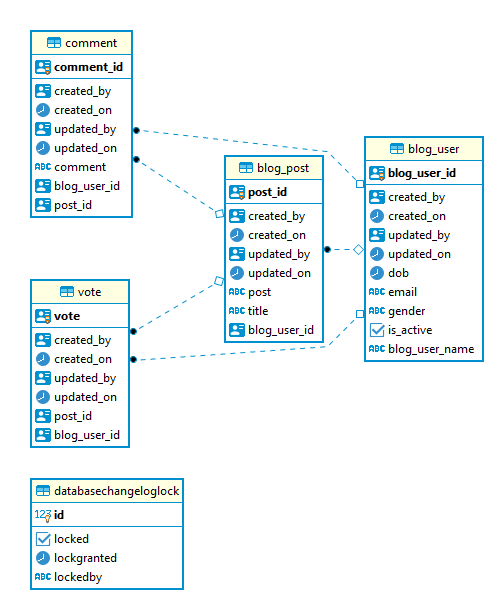 comment
comment_id
created_by
created_on
updated_by
updated_on
ABC comment
blog_user_id
post_id
blog_post
post_id
created_by
created_on
updated_by
updated_on
ABC post
ABC title
blog_user_id
blog_user
blog_user_id
created_by
created_on
updated_by
updated_on
dob
ABC email
ABC gender
is_active
ABC blog_user_name
vote
vote
created_by
created_on
updated_by
updated_on
post_id
blog_user_id
databasechangeloglock
123 id
locked
lockgranted
ABC lockedby